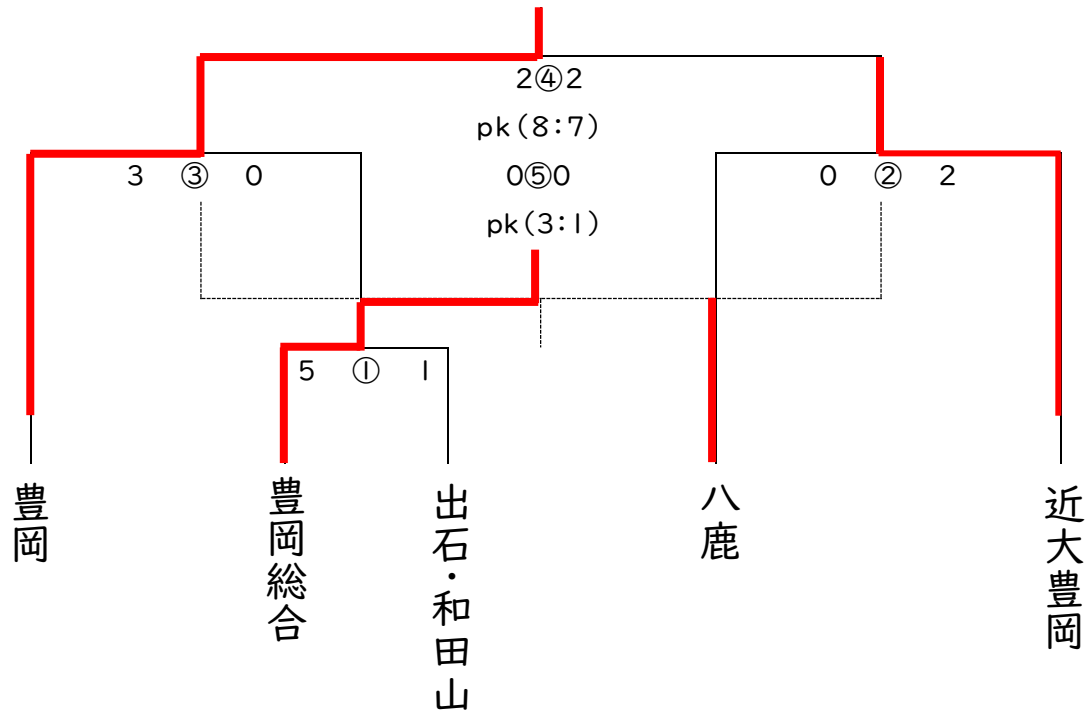 2④2
pk(8:7)
3 ③ 0
0⑤0
0 ② 2
pk(3:1)
5 ① 1
豊岡
豊岡総合
出石・和田山
八鹿
近大豊岡